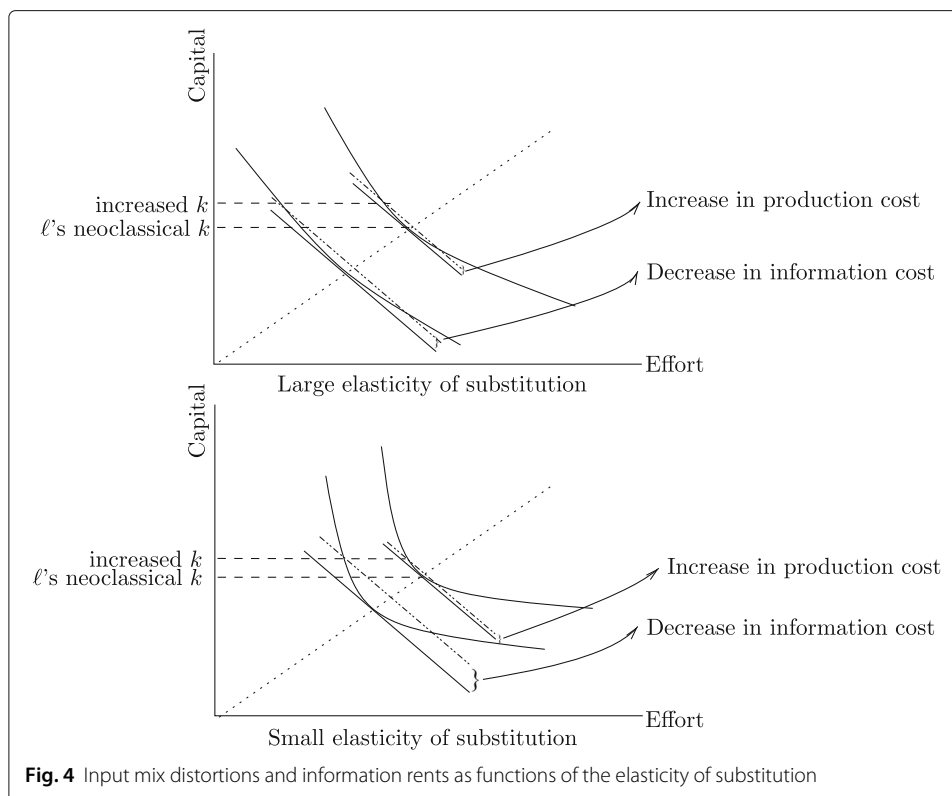 Capital
increased k
ℓ's neoclassical k
Increase in production cost
Decrease in information cost
Effort
Large elasticity of substitution
Capital
increased k
ℓ's neoclassical k
Increase in production cost
Decrease in information cost
Effort
Small elasticity of substitution
Fig. 4 Input mix distortions and information rents as functions of the elasticity of substitution